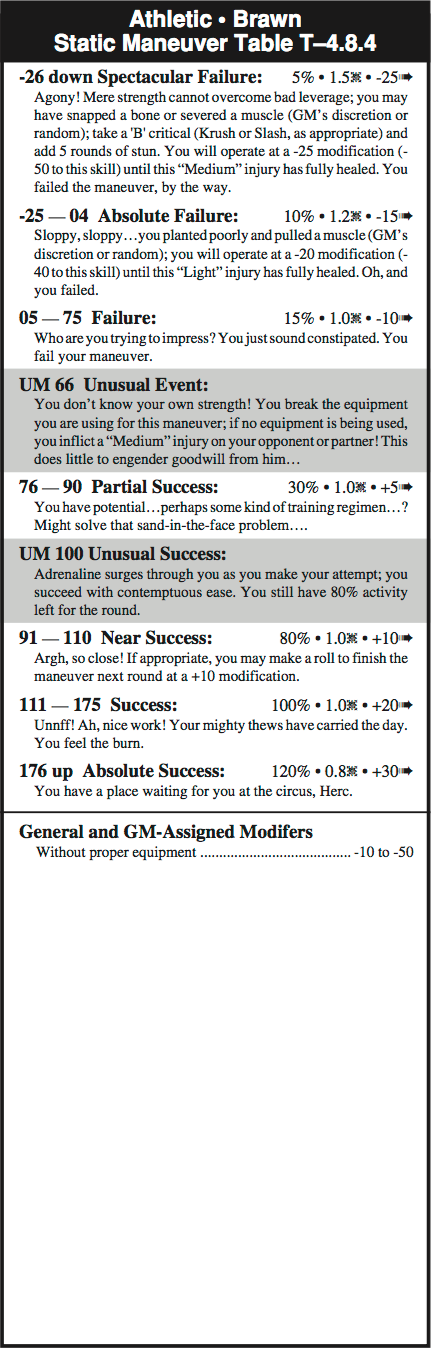 Athletic • Brawn
Static Maneuver Table T–4.8.4
-26 down Spectacular Failure: 5% • 1.5⁕ • -25➠
Agony! Mere strength cannot overcome bad leverage; you may
have snapped a bone or severed a muscle (GM's discretion or
random); take a 'B' critical (Krush or Slash, as appropriate) and
add 5 rounds of stun. You will operate at a -25 modification (-
50 to this skill) until this “Medium” injury has fully healed. You
failed the maneuver, by the way.
-25 — 04 Absolute Failure: 10% • 1.2⁕ • -15➠
Sloppy, sloppy…you planted poorly and pulled a muscle (GM's
discretion or random); you will operate at a -20 modification (-
40 to this skill) until this “Light” injury has fully healed. Oh, and
you failed.
05 — 75 Failure: 15% • 1.0⁕ • -10➠
Who are you trying to impress? You just sound constipated. You
fail your maneuver.
UM 66 Unusual Event:
You don't know your own strength! You break the equipment
you are using for this maneuver; if no equipment is being used,
you inflict a “Medium” injury on your opponent or partner! This
does little to engender goodwill from him…
76 — 90 Partial Success: 30% • 1.0⁕ • +5➠
You have potential…perhaps some kind of training regimen…?
Might solve that sand-in-the-face problem….
UM 100 Unusual Success:
Adrenaline surges through you as you make your attempt; you
succeed with contemptuous ease. You still have 80% activity
left for the round.
91 — 110 Near Success: 80% • 1.0⁕ • +10➠
Argh, so close! If appropriate, you may make a roll to finish the
maneuver next round at a +10 modification.
111 — 175 Success: 100% • 1.0⁕ • +20➠
Unnff! Ah, nice work! Your mighty thews have carried the day.
You feel the burn.
176 up Absolute Success: 120% • 0.8⁕ • +30➠
You have a place waiting for you at the circus, Herc.
General and GM-Assigned Modifers
Without proper equipment ........................................ -10 to -50